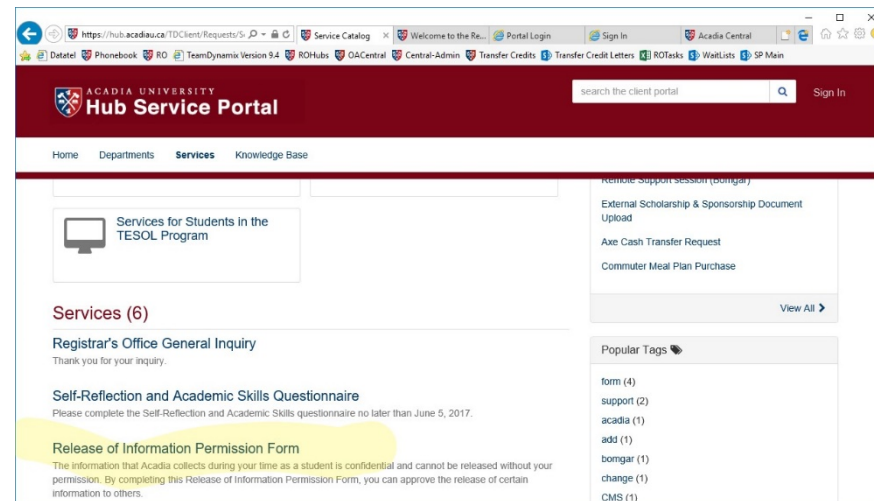 https://hub.acadiau.ca/TDClient/Requests/S
Service Catalog
Welcome to the Re...
Portal Login
Sign In
Acadia Central
Datatel
Phonebook
RO
TeamDynamix Version 9.4
ROHubs
OACentral
Central-Admin
Transfer Credits
Transfer Credit Letters
ROTasks
WaitLists
SP Main
ACADIA UNIVERSITY
Hub Service Portal
search the client portal
Sign In
Home
Departments
Services
Knowledge Base
Services for Students in the
TESOL Program
Services (6)
Registrar's Office General Inquiry
Thank you for your inquiry.
Self-Reflection and Academic Skills Questionnaire
Please complete the Self-Reflection and Academic Skills questionnaire no later than June 5, 2017.
Release of Information Permission Form
The information that Acadia collects during your time as a student is confidential and cannot be released without your
permission. By completing this Release of Information Permission Form, you can approve the release of certain
information to others.
Remote Support session (Bomgar)
External Scholarship & Sponsorship Document
Upload
Axe Cash Transfer Request
Commuter Meal Plan Purchase
View All
Popular Tags
form (4)
support (2)
acadia (1)
add (1)
bomgar (1)
change (1)
CMS (1)